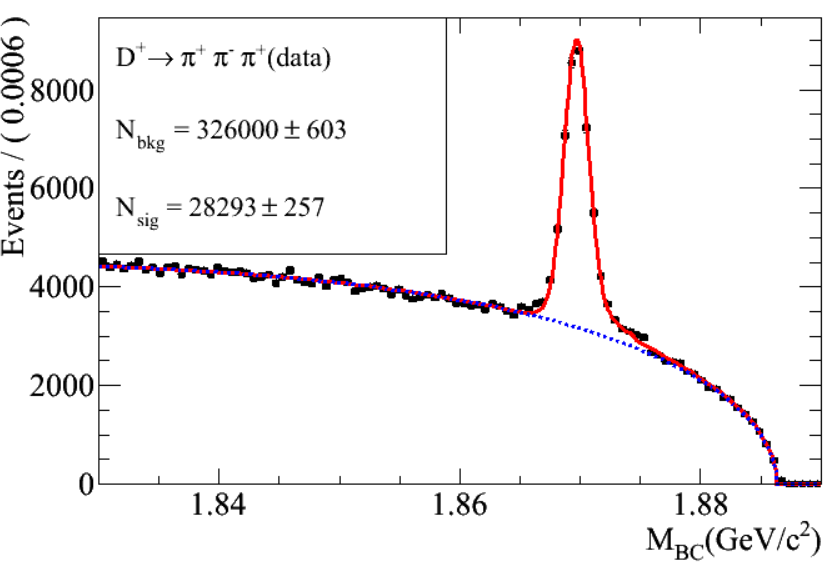 Events / ( 0.0006 )
D⁺→ π⁺ π⁻ π⁺(data)
N_bkg = 326000 ± 603
N_sig = 28293 ± 257
8000
6000
4000
2000
0
1.84
1.86
1.88
M_BC(GeV/c²)